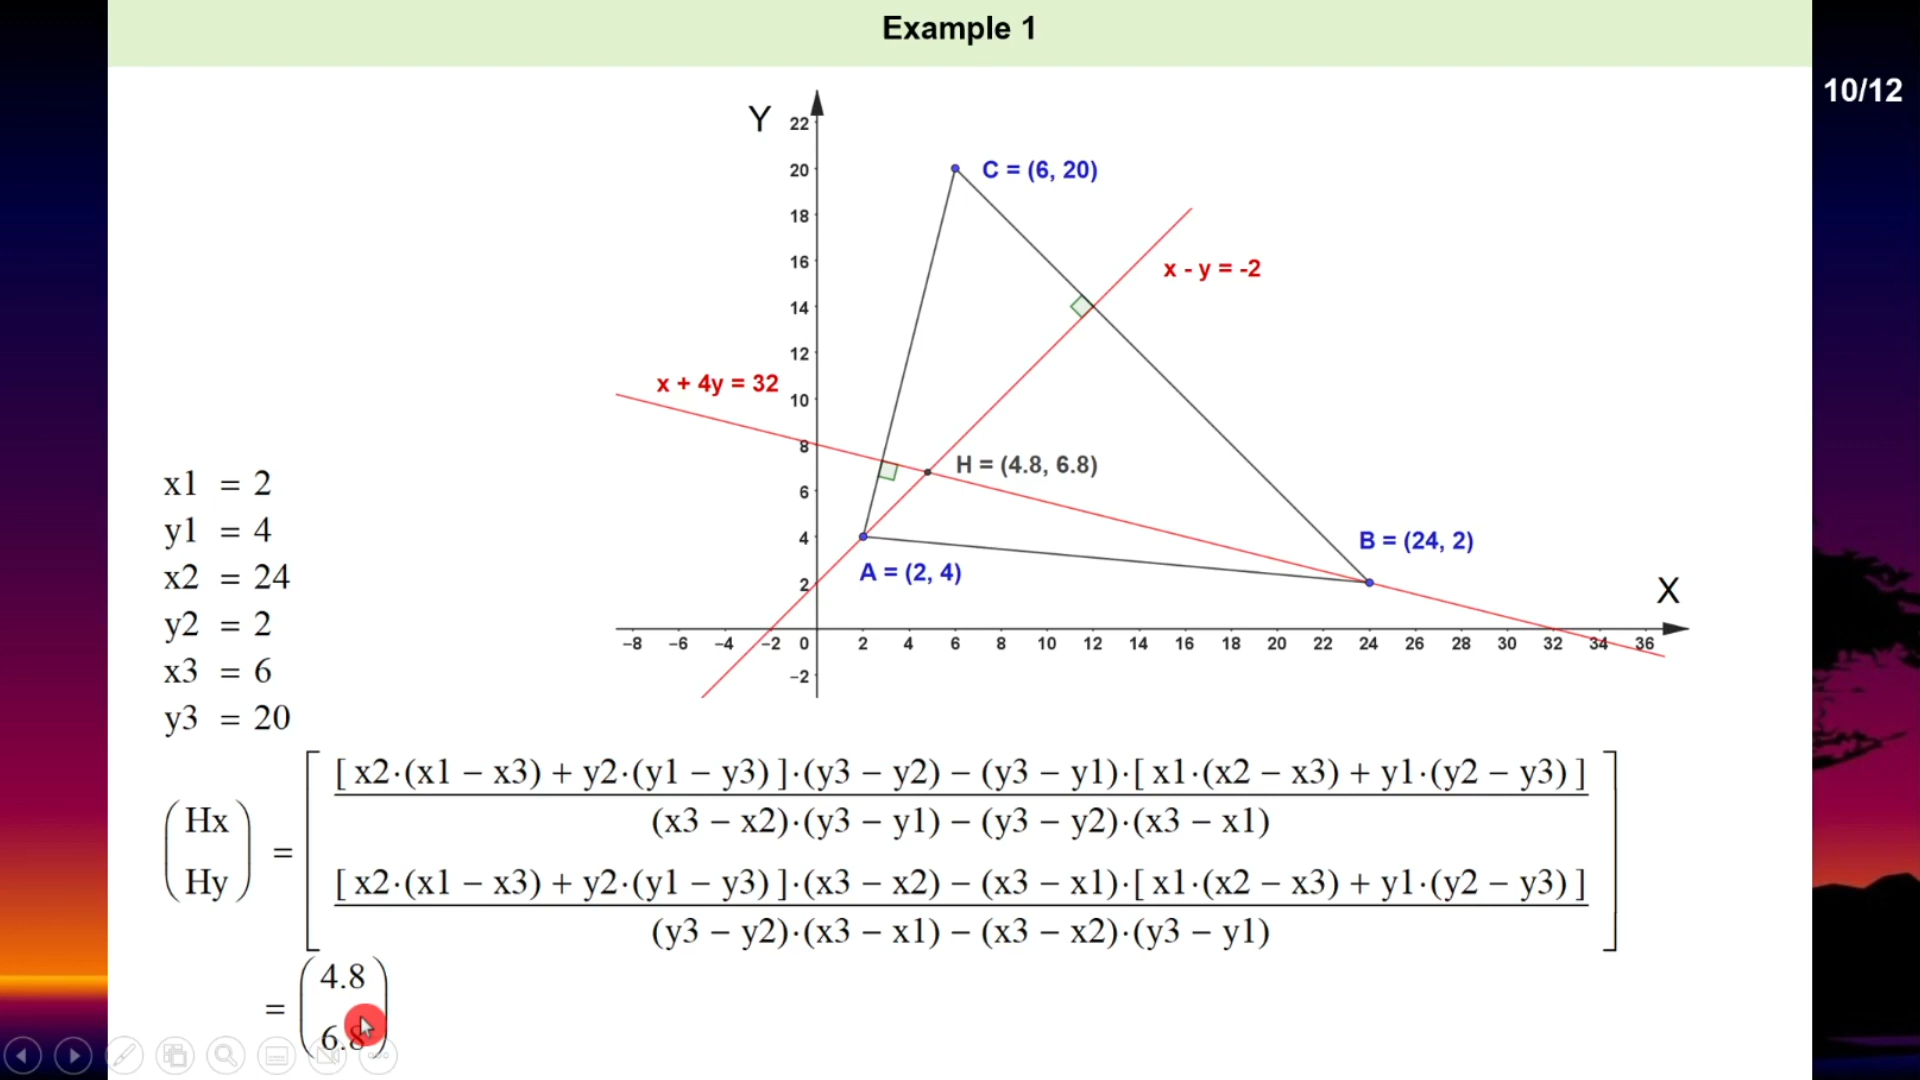 Example 1
10/12
Y
22
20
18
16
14
12
10
8
6
4
2
–2
C = (6, 20)
x - y = -2
x + 4y = 32
H = (4.8, 6.8)
B = (24, 2)
A = (2, 4)
X
–8 –6 –4 –2 0 2 4 6 8 10 12 14 16 18 20 22 24 26 28 30 32 34 36
x1 = 2
y1 = 4
x2 = 24
y2 = 2
x3 = 6
y3 = 20
[ x2·(x1 − x3) + y2·(y1 − y3) ]·(y3 − y2) − (y3 − y1)·[ x1·(x2 − x3) + y1·(y2 − y3) ]
(x3 − x2)·(y3 − y1) − (y3 − y2)·(x3 − x1)
Hx
Hy
=
[ x2·(x1 − x3) + y2·(y1 − y3) ]·(x3 − x2) − (x3 − x1)·[ x1·(x2 − x3) + y1·(y2 − y3) ]
(y3 − y2)·(x3 − x1) − (x3 − x2)·(y3 − y1)
= 4.8
6.8